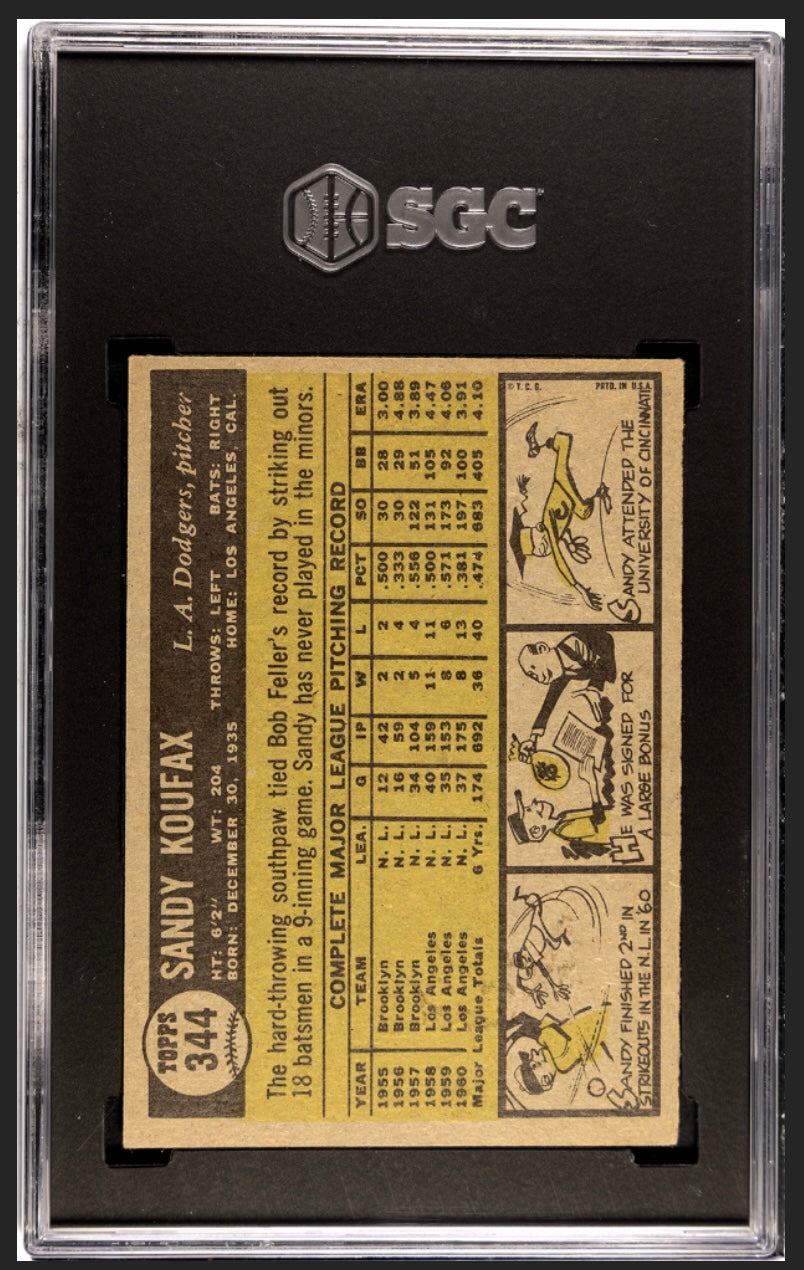 SGC
TOPPS
344
SANDY KOUFAX L. A. Dodgers, pitcher
HT: 6'2" WT: 204 THROWS: LEFT BATS: RIGHT
BORN: DECEMBER 30, 1935 HOME: LOS ANGELES, CAL.
The hard-throwing southpaw tied Bob Feller's record by striking out
18 batsmen in a 9-inning game. Sandy has never played in the minors.
COMPLETE MAJOR LEAGUE PITCHING RECORD
YEAR TEAM LEA. G IP W L PCT SO BB ERA
1955 Brooklyn N. L. 12 42 2 2 .500 30 28 3.00
1956 Brooklyn N. L. 16 59 2 4 .333 30 29 4.88
1957 Brooklyn N. L. 34 104 5 4 .556 122 51 3.89
1958 Los Angeles N. L. 40 159 11 11 .500 131 105 4.47
1959 Los Angeles N. L. 35 153 8 6 .571 173 92 4.06
1960 Los Angeles N. L. 37 175 8 13 .381 197 100 3.91
Major League Totals 6 Yrs. 174 692 36 40 .474 683 405 4.10
SANDY FINISHED 2ND IN
STRIKEOUTS IN THE N.L. IN '60
HE WAS SIGNED FOR
A LARGE BONUS
© T. C. G. PRTD. IN U.S.A.
C
SANDY ATTENDED THE
UNIVERSITY OF CINCINNATI